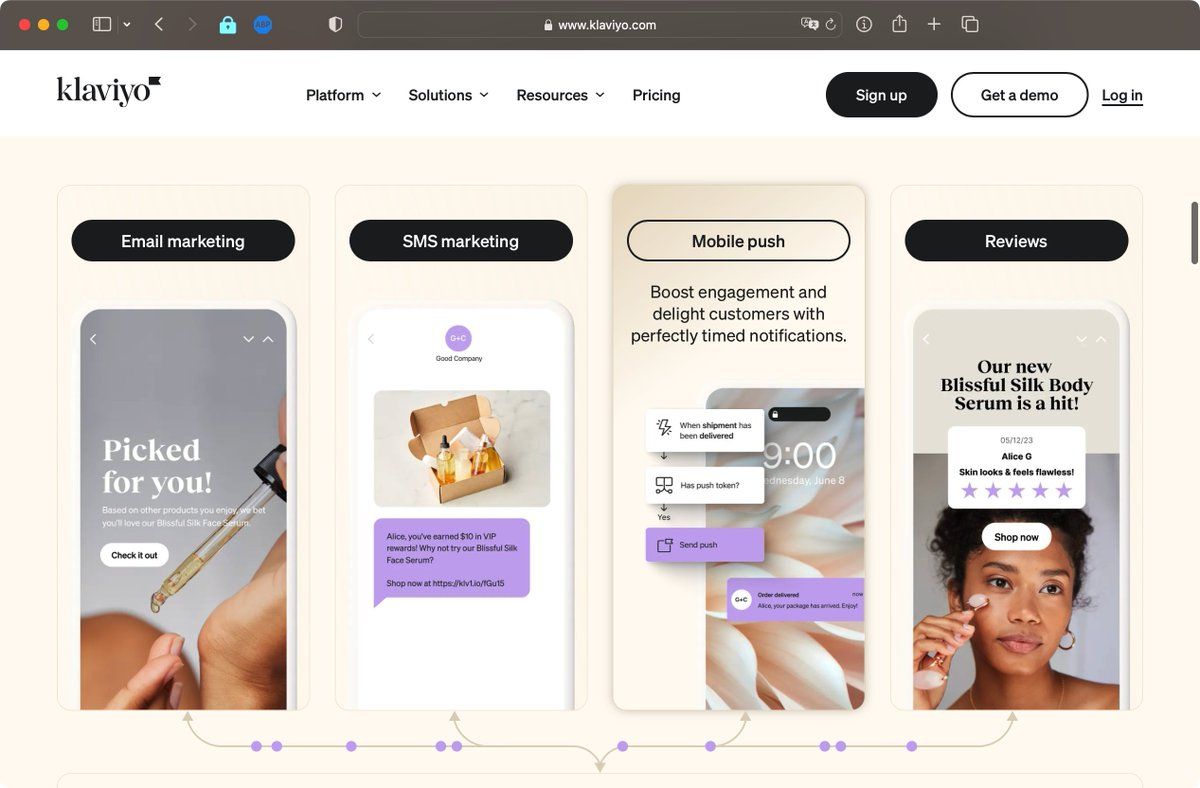 ABP
www.klaviyo.com
klaviyo
Platform
Solutions
Resources
Pricing
Sign up
Get a demo
Log in
Email marketing
Picked
for you!
Based on other products you enjoy, we bet
you'll love our Blissful Silk Face Serum.
Check it out
SMS marketing
G+C
Good Company
Alice, you've earned $10 in VIP
rewards! Why not try our Blissful Silk
Face Serum?
Shop now at https://klv1.io/fGu15
Mobile push
Boost engagement and
delight customers with
perfectly timed notifications.
When shipment has
been delivered
Has push token?
Yes
Send push
9:00
ednesday, June 8
G+C
Order delivered
now
Alice, your package has arrived. Enjoy!
Reviews
Our new
Blissful Silk Body
Serum is a hit!
05/12/23
Alice G
Skin looks & feels flawless!
Shop now